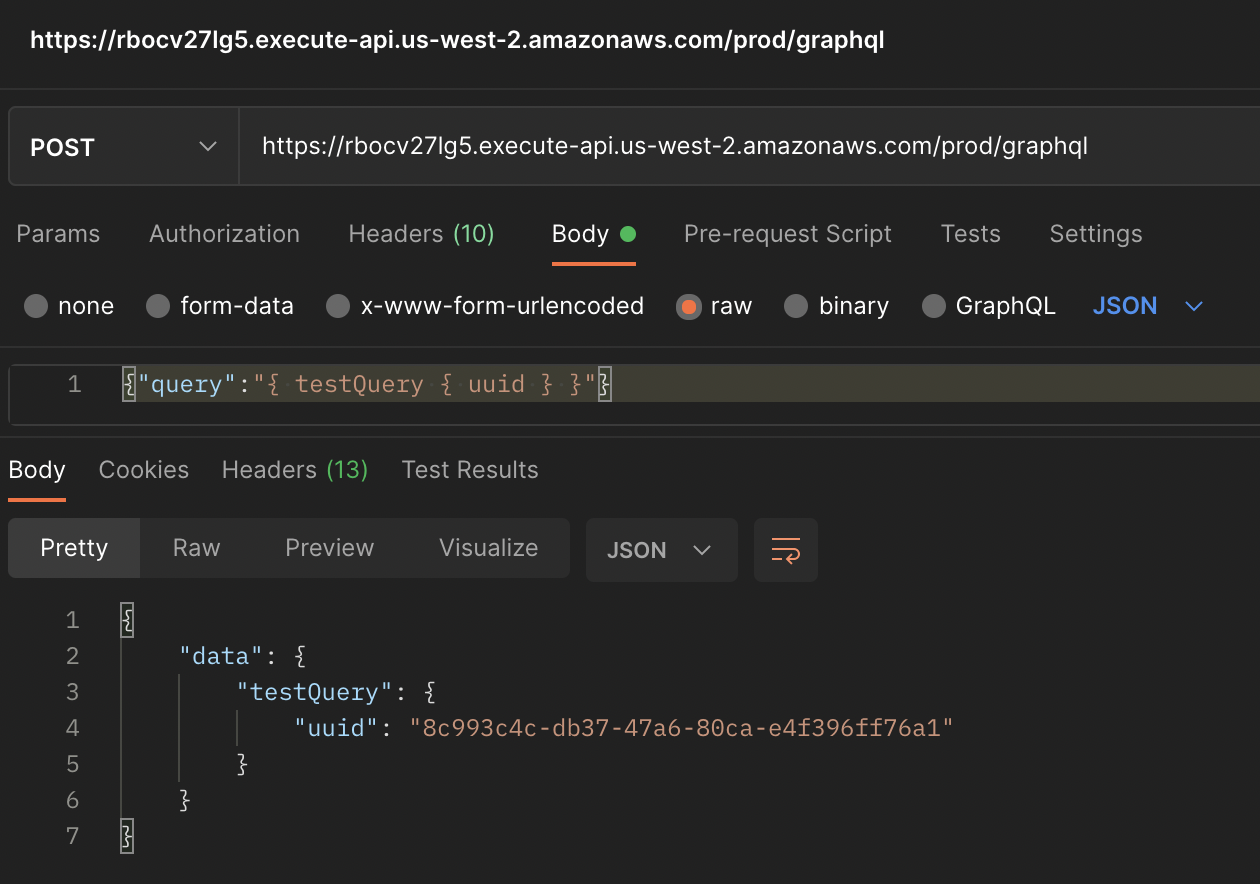 https://rbocv27lg5.execute-api.us-west-2.amazonaws.com/prod/graphql
POST https://rbocv27lg5.execute-api.us-west-2.amazonaws.com/prod/graphql
Params Authorization Headers (10) Body Pre-request Script Tests Settings
none form-data x-www-form-urlencoded raw binary GraphQL JSON
1 {"query":"{ testQuery { uuid } }"}
Body Cookies Headers (13) Test Results
Pretty Raw Preview Visualize JSON
1 {
2 "data": {
3 "testQuery": {
4 "uuid": "8c993c4c-db37-47a6-80ca-e4f396ff76a1"
5 }
6 }
7 }